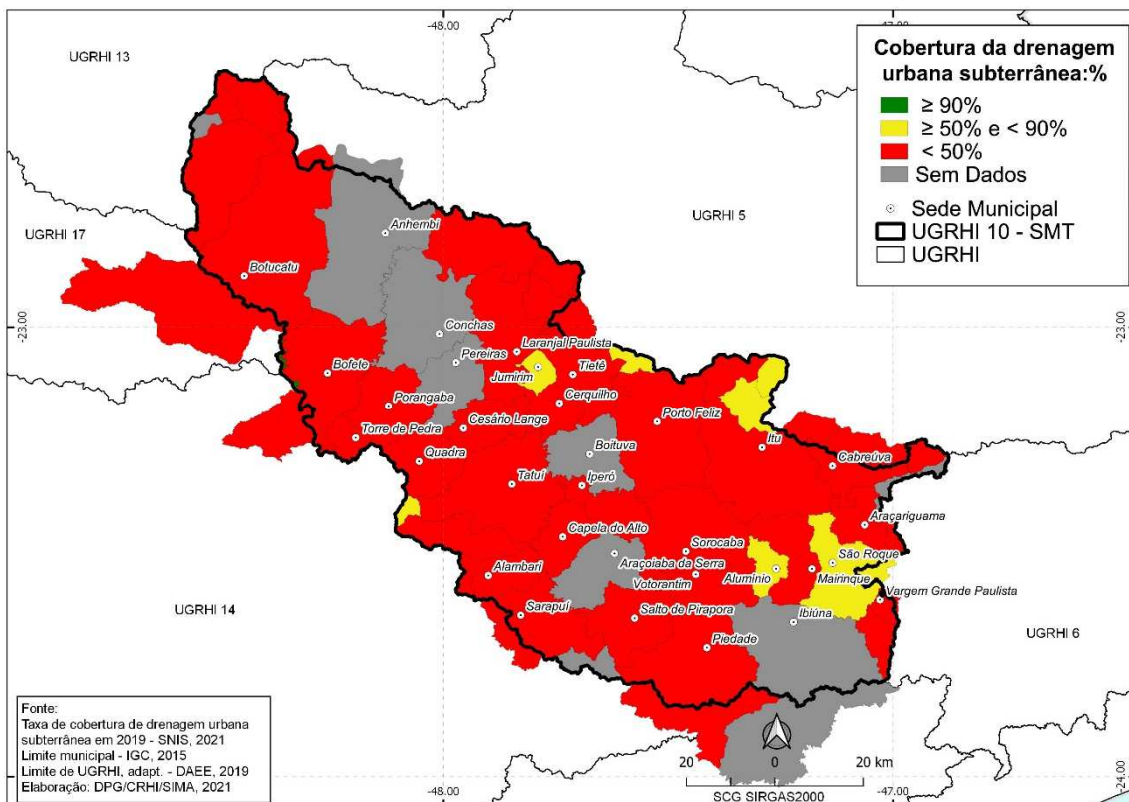 -48.00
-47.00
UGRHI 13
Cobertura da drenagem
urbana subterrânea:%
≥ 90%
≥ 50% e < 90%
< 50%
Sem Dados
Sede Municipal
UGRHI 10 - SMT
UGRHI
UGRHI 5
UGRHI 17
Anhembi
Botucatu
-23.00
-23.00
Conchas
Laranjal Paulista
Pereiras
Jumirim
Tietê
Bofete
Cerquilho
Porangaba
Porto Feliz
Cesário Lange
Torre de Pedra
Boituva
Itu
Quadra
Cabreúva
Tatuí
Iperó
Araçariguama
Capela do Alto
Sorocaba
São Roque
Araçoiaba da Serra
Alambari
Votorantim
Alumínio
Mairinque
Vargem Grande Paulista
UGRHI 14
Sarapuí
Salto de Pirapora
Ibiúna
Piedade
UGRHI 6
Fonte:
Taxa de cobertura de drenagem urbana
subterrânea em 2019 - SNIS, 2021
Limite municipal - IGC, 2015
Limite de UGRHI, adapt. - DAEE, 2019
Elaboração: DPG/CRHI/SIMA, 2021
20 0 20 km
SCG SIRGAS2000
-48.00
-47.00
-24.00